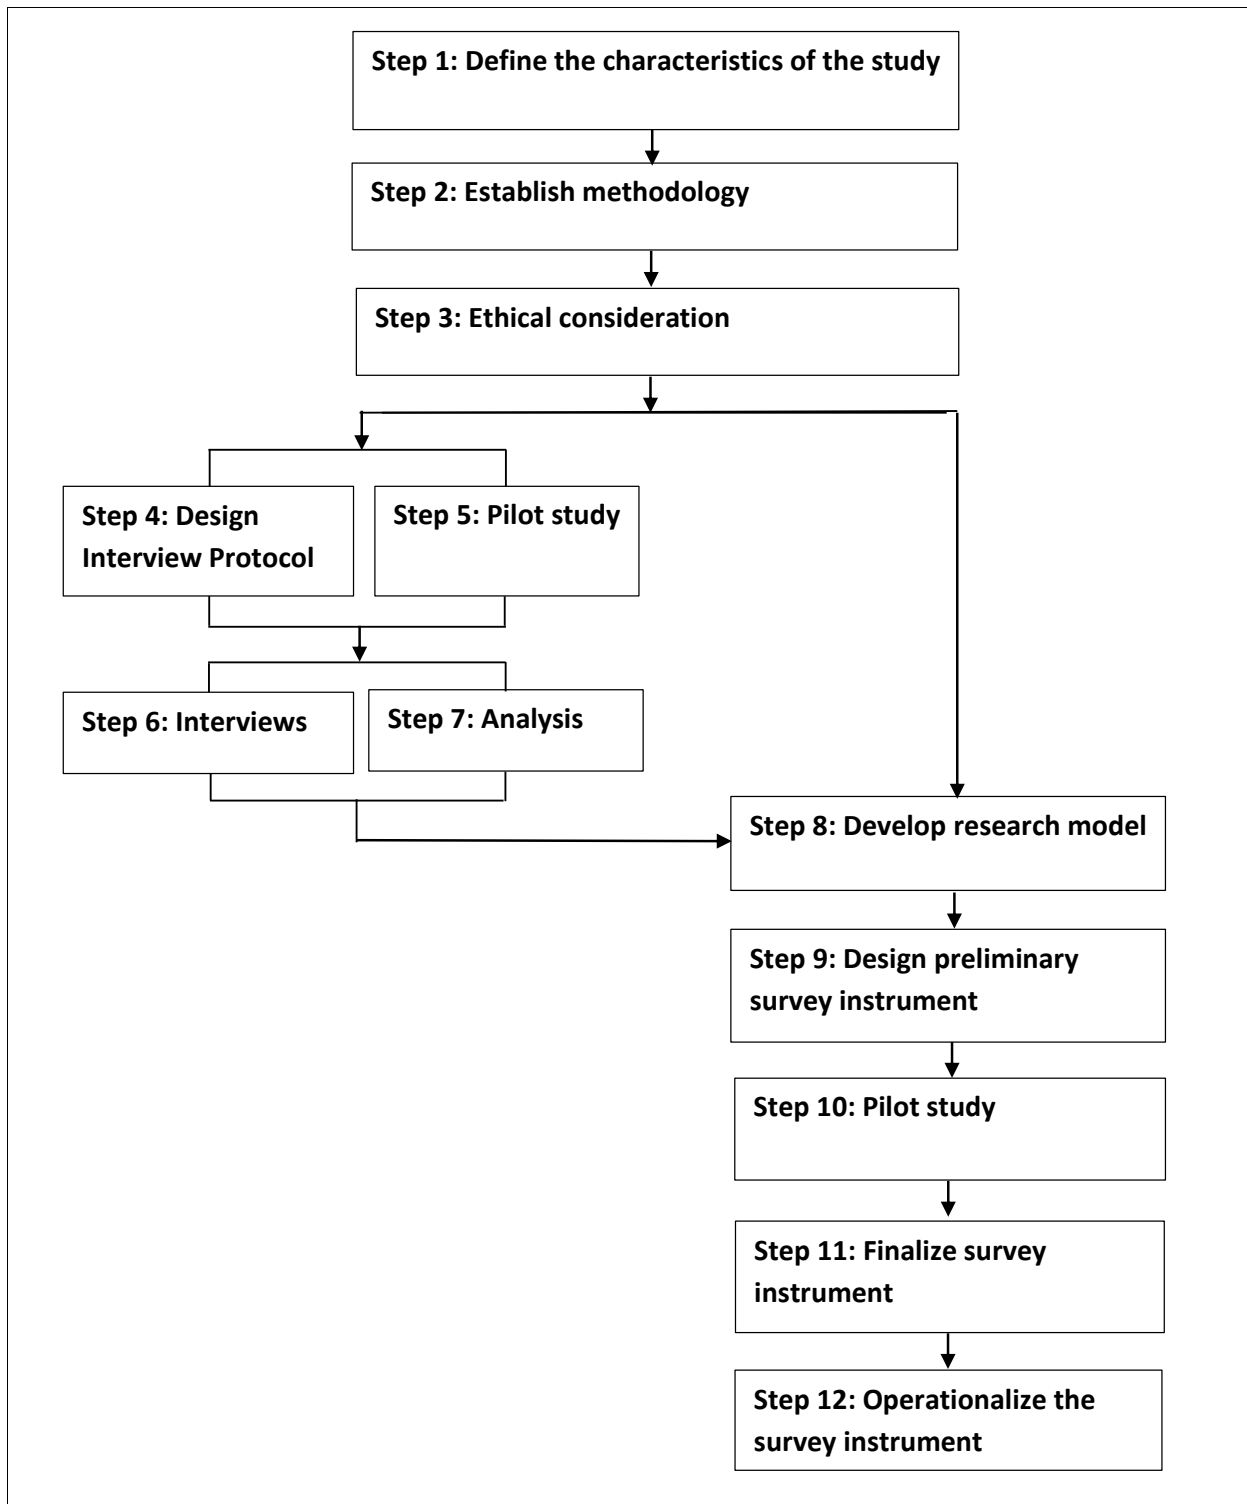 Step 1: Define the characteristics of the study
Step 2: Establish methodology
Step 3: Ethical consideration
Step 4: Design
Interview Protocol
Step 5: Pilot study
Step 6: Interviews
Step 7: Analysis
Step 8: Develop research model
Step 9: Design preliminary
survey instrument
Step 10: Pilot study
Step 11: Finalize survey
instrument
Step 12: Operationalize the
survey instrument